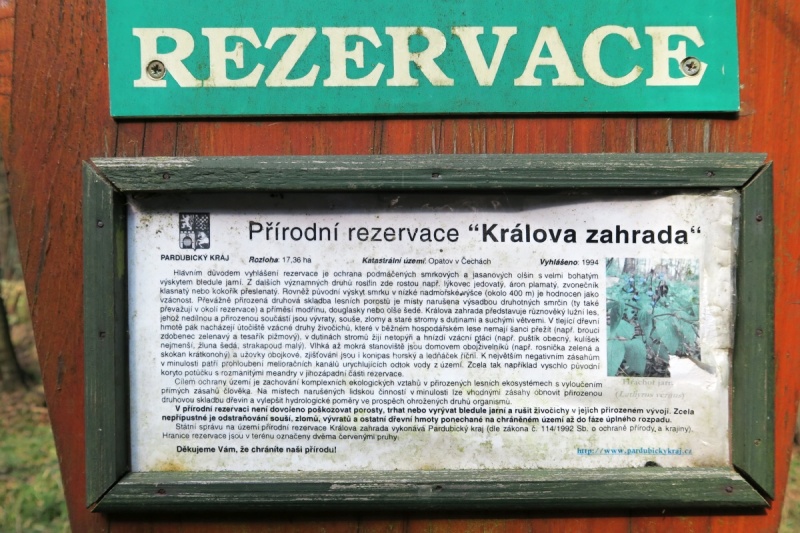 REZERVACE
Přírodní rezervace “Králova zahrada“
PARDUBICKÝ KRAJ
Rozloha: 17,36 ha Katastrální území: Opatov v Čechách Vyhlášeno: 1994
Hlavním důvodem vyhlášení rezervace je ochrana podmáčených smrkových a jasanových olšin s velmi bohatým
výskytem bledule jarní. Z dalších významných druhů rostlin zde rostou např. lýkovec jedovatý, áron plamatý, zvonečník
klasnatý nebo kokořík přeslenatý. Rovněž původní výskyt smrku v nízké nadmořské výšce (okolo 400 m) je hodnocen jako
vzácnost. Převážně přirozená druhová skladba lesních porostů je místy narušena výsadbou druhotných smrčin (ty také
převažují v okolí rezervace) a příměsí modřínu, douglasky nebo olše šedé. Králova zahrada představuje různověký lužní les,
jehož nedílnou a přirozenou součástí jsou vývraty, souše, zlomy a staré stromy s dutinami a suchými větvemi. V tlející dřevní
hmotě pak nacházejí útočiště vzácné druhy živočichů, které v běžném hospodářském lese nemají šanci přežít (např. brouci
zdobenec zelenavý a tesařík pižmový), v dutinách stromů žijí netopýři a hnízdí vzácní ptáci (např. puštík obecný, kulíšek
nejmenší, žluna šedá, strakapoud malý). Vlhká až mokrá stanoviště jsou domovem obojživelníků (např. rosnička zelená a
skokan krátkonohý) a užovky obojkové, zjišťováni jsou i konipas horský a ledňáček říční. K největším negativním zásahům
v minulosti patří prohloubení melioračních kanálů urychlujících odtok vody z území. Zcela tak například vyschlo původní
koryto potůčku s rozmanitými meandry v jihozápadní části rezervace.
Cílem ochrany území je zachování komplexních ekologických vztahů v přirozených lesních ekosystémech s vyloučením
přímých zásahů člověka. Na místech narušených lidskou činností v minulosti lze vhodnými zásahy obnovit přirozenou
druhovou skladbu dřevin a vylepšit hydrologické poměry ve prospěch ohrožených druhů organismů.
V přírodní rezervaci není dovoleno poškozovat porosty, trhat nebo vyrývat bledule jarní a rušit živočichy v jejich přirozeném vývoji. Zcela
nepřípustné je odstraňování souší, zlomů, vývratů a ostatní dřevní hmoty ponechané na chráněném území až do fáze úplného rozpadu.
Státní správu na území přírodní rezervace Králova zahrada vykonává Pardubický kraj (dle zákona č. 114/1992 Sb. o ochraně přírody a krajiny).
Hranice rezervace jsou v terénu označeny dvěma červenými pruhy.
Děkujeme Vám, že chráníte naši přírodu!
http://www.pardubickykraj.cz